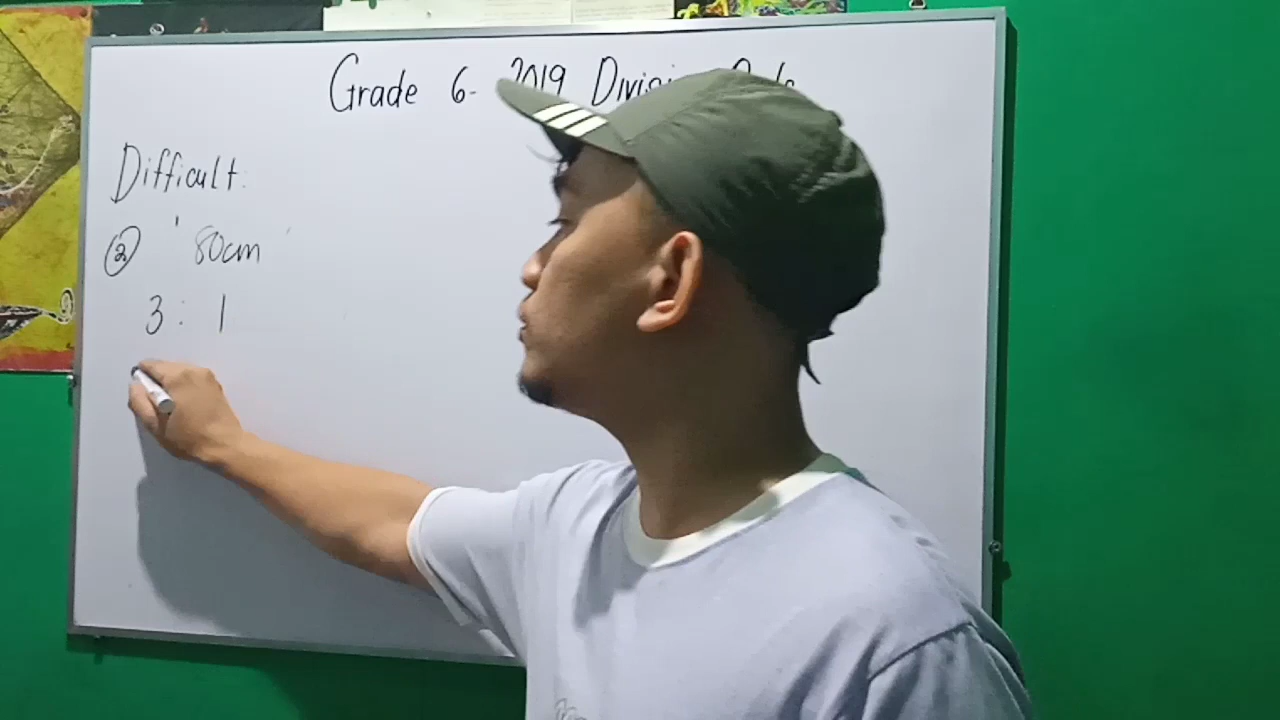 Grade 6- 2019
Difficult:
② 80cm
3 : 1